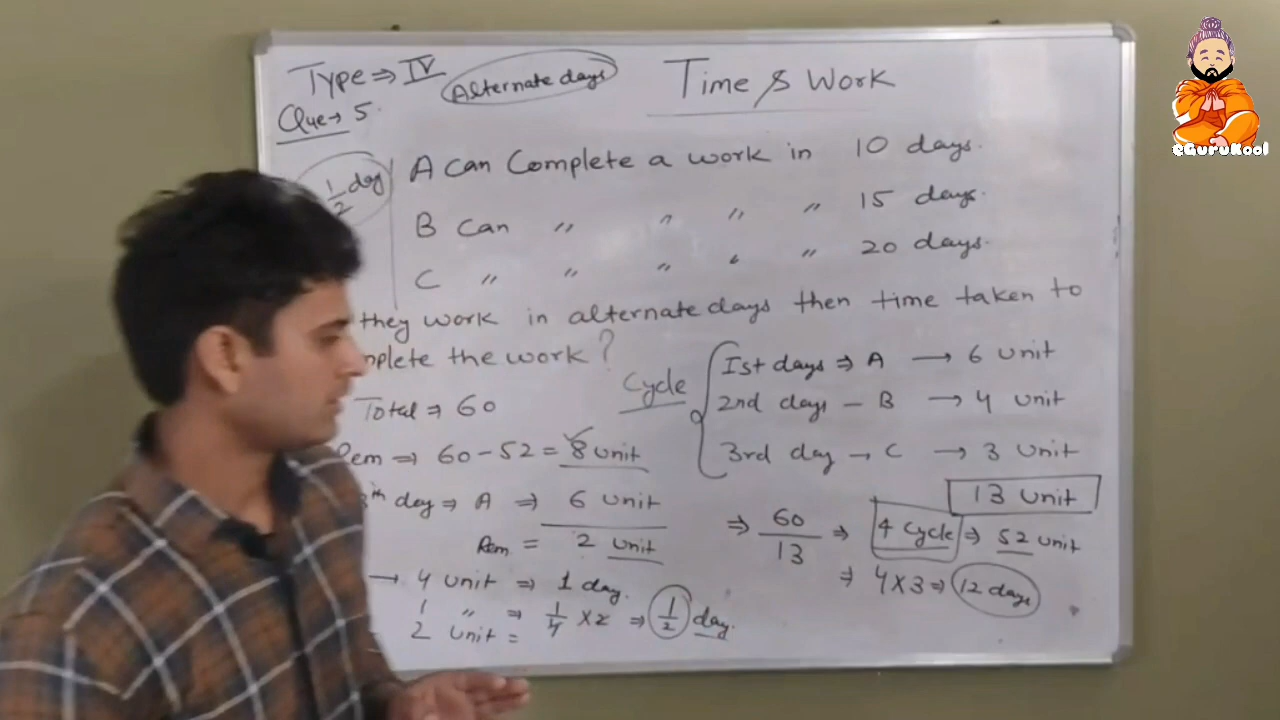 Type ⇒ IV Alternate days Time & Work
Que → 5.
1/2 day
A can Complete a work in 10 days.
B can " " " " 15 days.
C " " " " " 20 days.
they work in alternate days then time taken to
the work?
Cycle
Ist days ⇒ A → 6 unit
2nd days - B → 4 unit
3rd day → C → 3 unit
13 unit
Total ⇒ 60
Rem ⇒ 60-52 = 8 unit
day ⇒ A ⇒ 6 unit
Rem = 2 unit
→ 4 unit ⇒ 1 day.
1 " ⇒ 1/4 × 2 ⇒ 1/2 day.
2 unit =
⇒ 60/13 ⇒ 4 Cycle ⇒ 52 unit
⇒ 4×3 ⇒ 12 days
eGuruKool